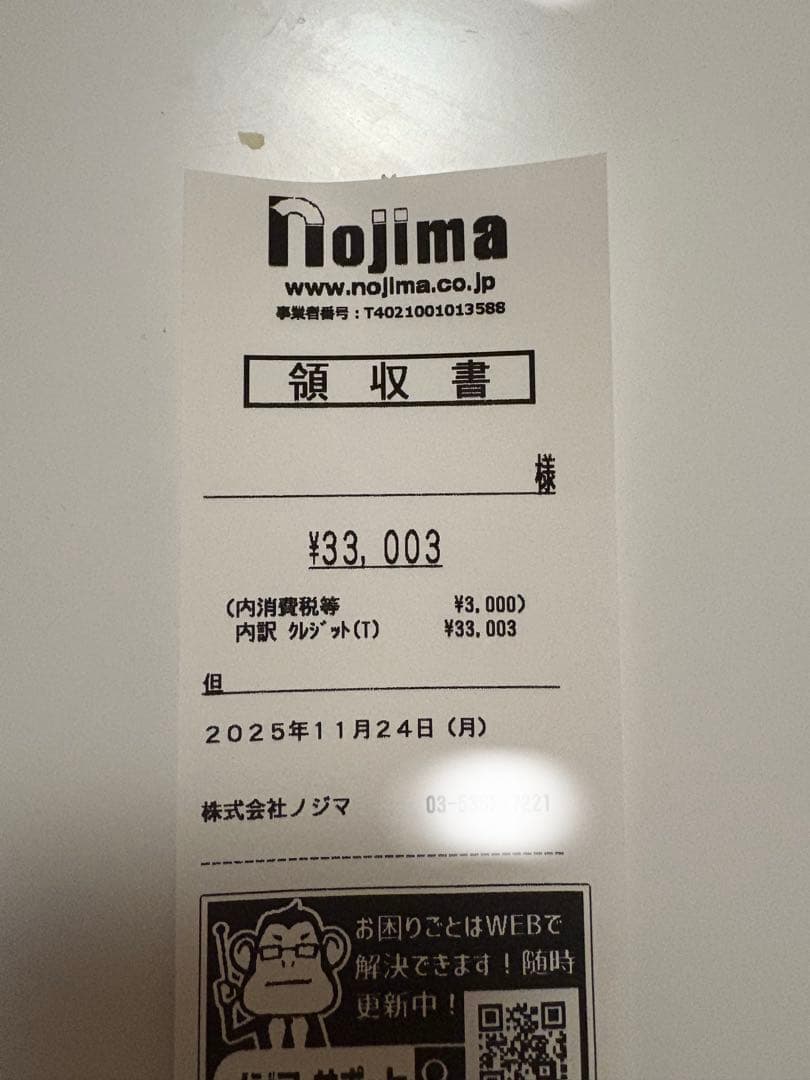 nojima
www.nojima.co.jp
事業者番号：T4021001013588
領収書
様
¥33,003
(内消費税等 ¥3,000)
内訳 ｸﾚｼﾞｯﾄ(T) ¥33,003
但
2025年11月24日（月）
株式会社ノジマ 03-
お困りごとはWEBで
解決できます！随時
更新中！